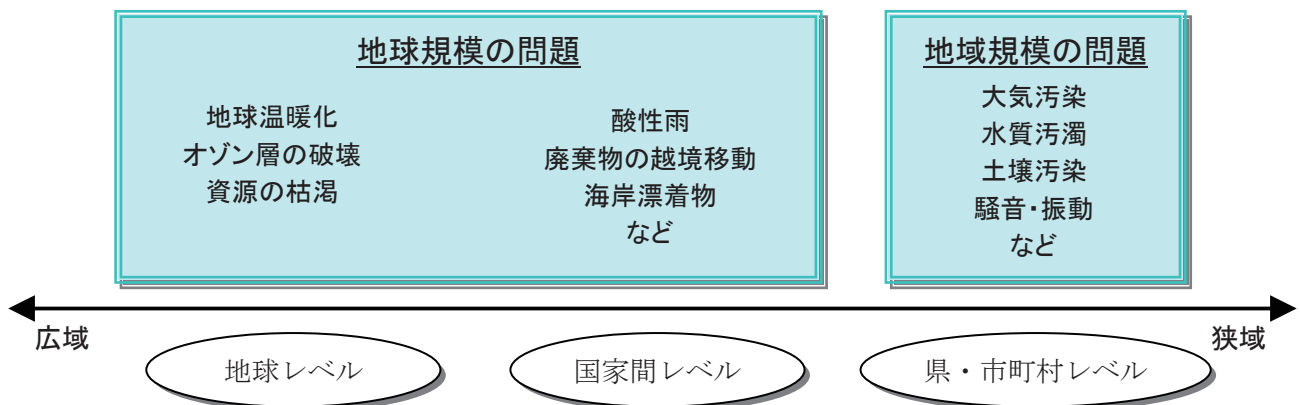 地球規模の問題
地球温暖化
オゾン層の破壊
資源の枯渇
酸性雨
廃棄物の越境移動
海岸漂着物
など
地域規模の問題
大気汚染
水質汚濁
土壌汚染
騒音・振動
など
広域
狭域
地球レベル
国家間レベル
県・市町村レベル